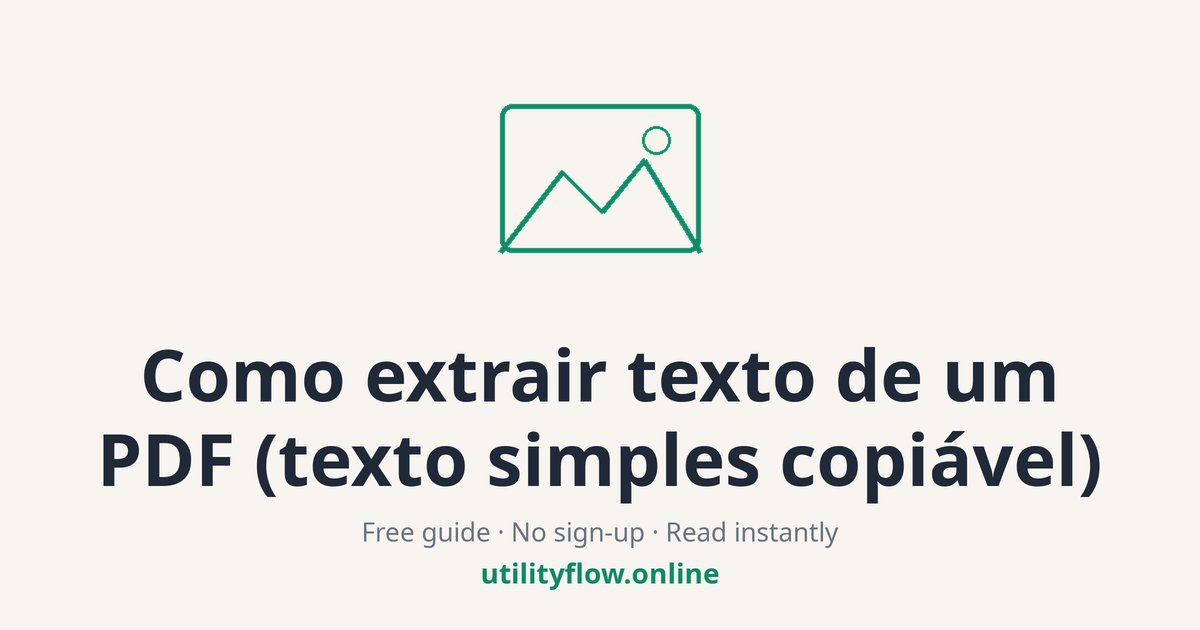 Como extrair texto de um
PDF (texto simples copiável)
Free guide · No sign-up · Read instantly
utilityflow.online